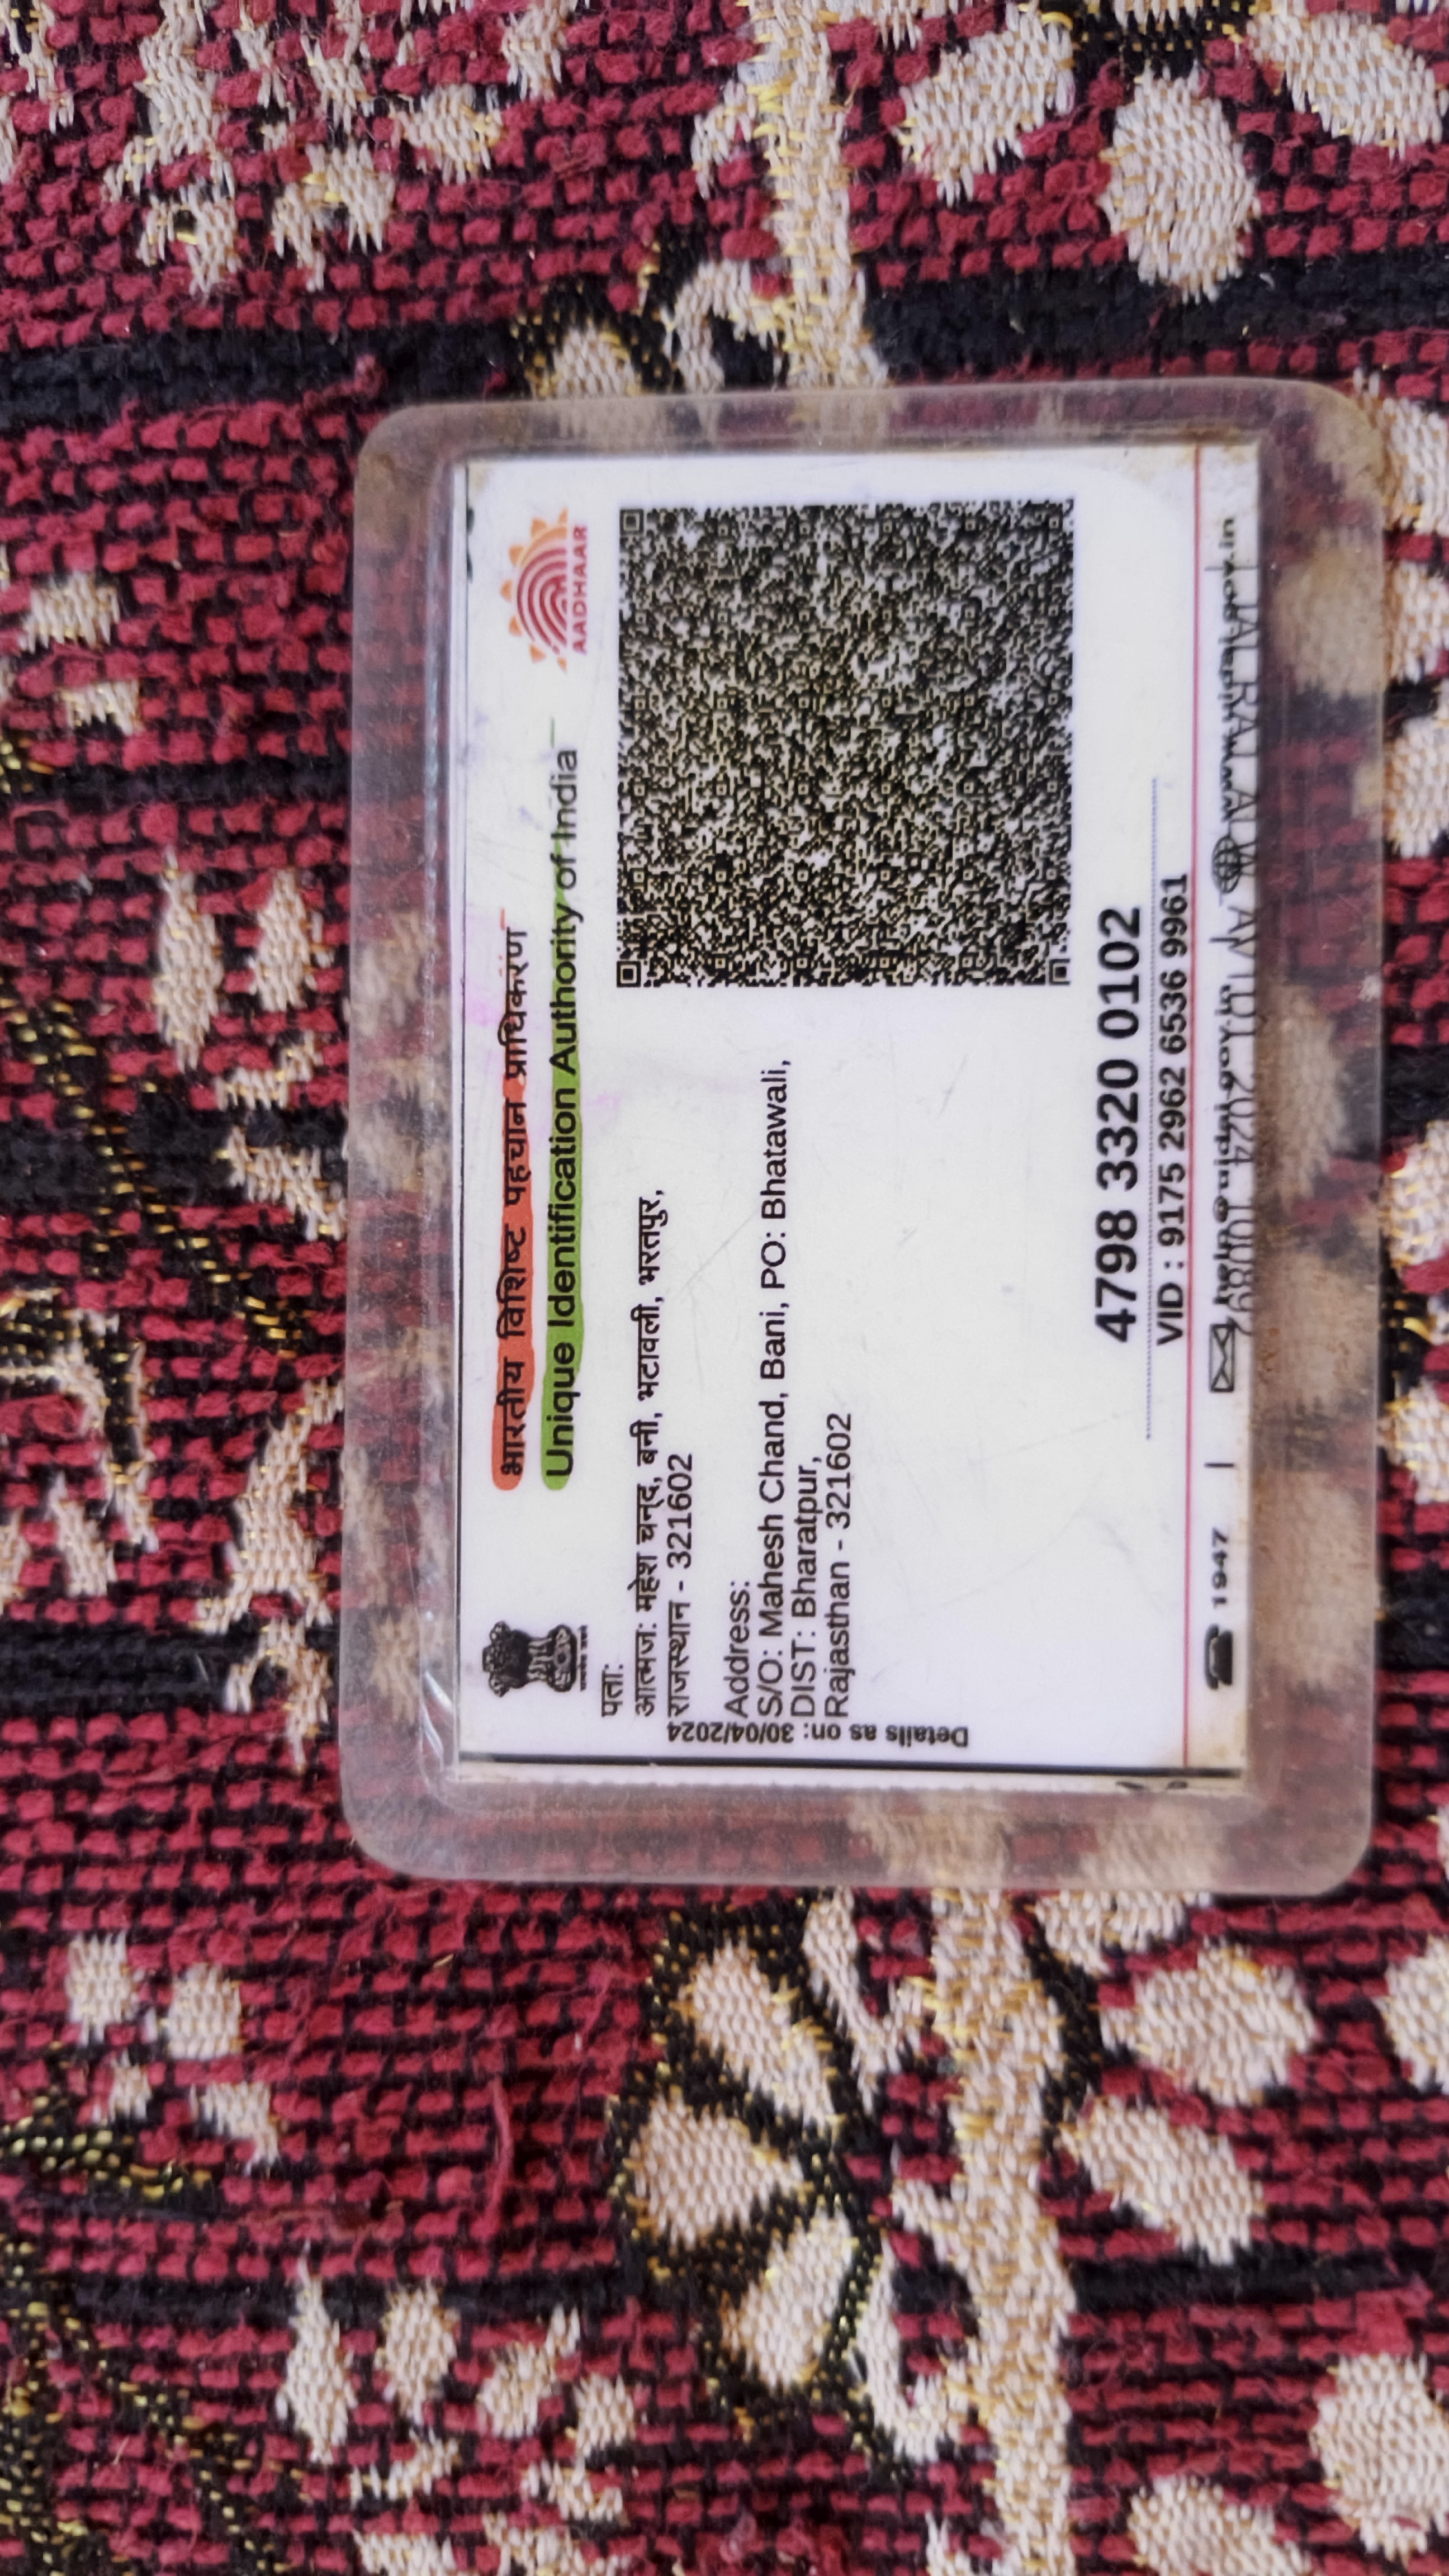 भारतीय विशिष्ट पहचान प्राधिकरण
Unique Identification Authority of India
AADHAAR
पता:
आत्मज: महेश चन्द, बनी, भटावली, भरतपुर,
राजस्थान - 321602
Address:
S/O: Mahesh Chand, Bani, PO: Bhatawali,
DIST: Bharatpur,
Rajasthan - 321602
Details as on: 30/04/2024
4798 3320 0102
VID : 9175 2962 6536 9961
1947